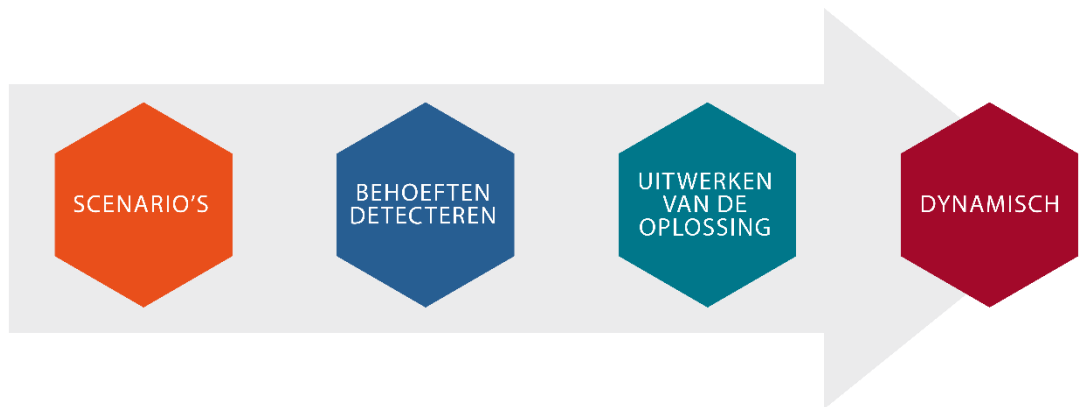 SCENARIO'S
BEHOEFTEN
DETECTEREN
UITWERKEN
VAN DE
OPLOSSING
DYNAMISCH